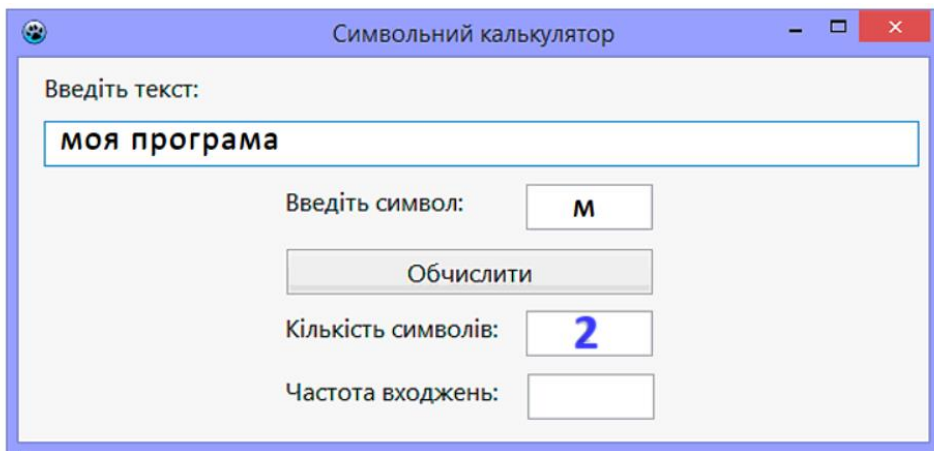 Символьний калькулятор
Введіть текст:
моя програма
Введіть символ: м
Обчислити
Кількість символів: 2
Частота входжень: